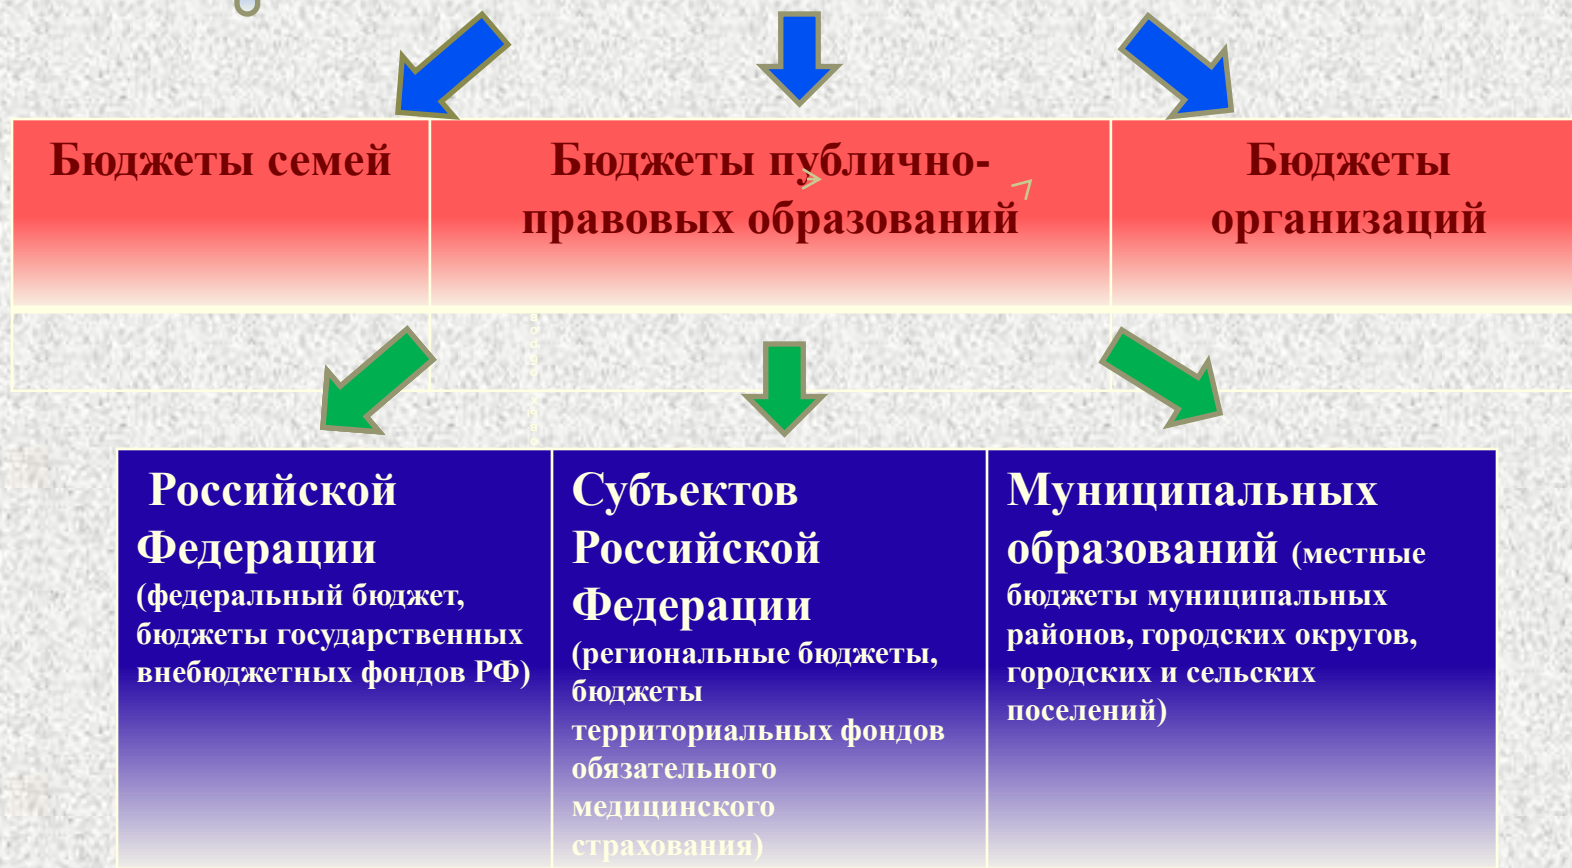 Бюджеты семей
Бюджеты публично-
правовых образований
Бюджеты
организаций
Российской
Федерации
(федеральный бюджет,
бюджеты государственных
внебюджетных фондов РФ)
Субъектов
Российской
Федерации
(региональные бюджеты,
бюджеты
территориальных фондов
обязательного
медицинского
страхования)
Муниципальных
образований (местные
бюджеты муниципальных
районов, городских округов,
городских и сельских
поселений)